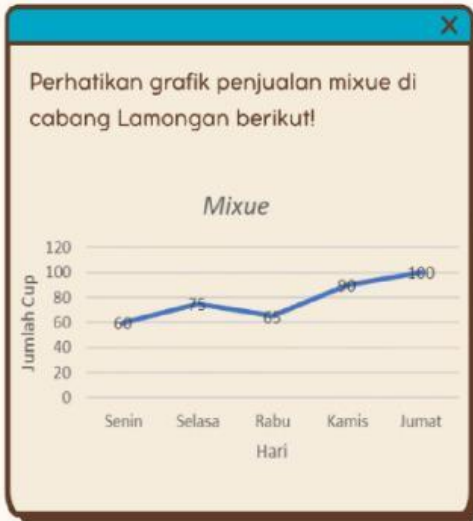 ×
Perhatikan grafik penjualan mixue di
cabang Lamongan berikut!
Mixue
Jumlah Cup
120
100
80
60
40
20
0
60
75
65
90
100
Senin Selasa Rabu Kamis Jumat
Hari